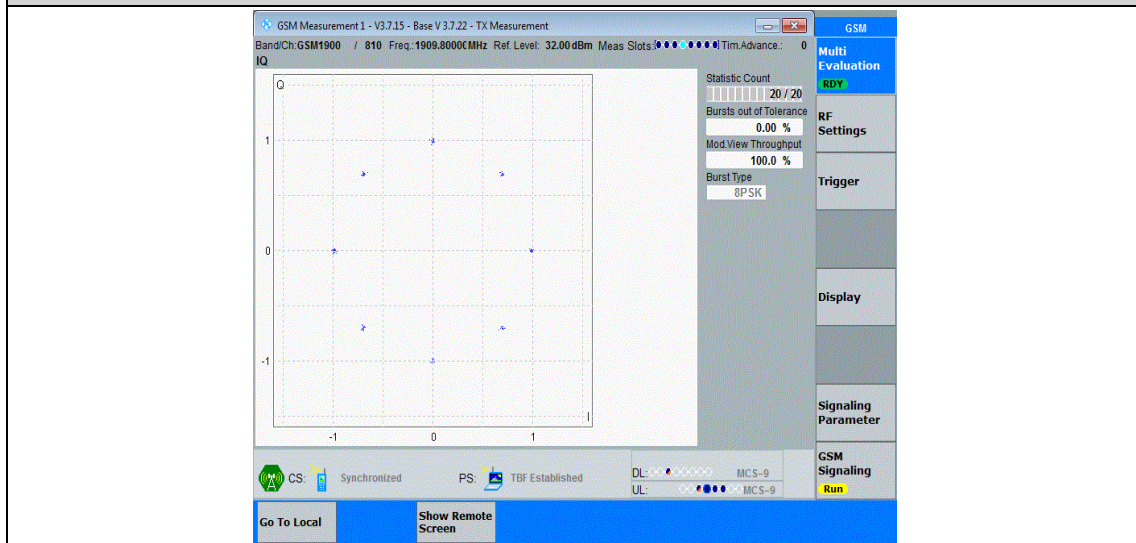 GSM Measurement 1 - V3.7.15 - Base V 3.7.22 - TX Measurement
GSM
Band/Ch: GSM1900 / 810 Freq.: 1909.80000MHz Ref. Level: 32.00 dBm Meas Slots: Tim.Advance.: 0
IQ
Multi
Evaluation
RDY
Q
Statistic Count
20 / 20
Bursts out of Tolerance
0.00 %
Mod.View Throughput
100.0 %
Burst Type
8PSK
RF
Settings
Trigger
Display
1
0
-1
I
-1 0 1
Signaling
Parameter
GSM
Signaling
Run
CS: Synchronized PS: TBF Established DL: MCS-9
UL: MCS-9
Go To Local
Show Remote
Screen